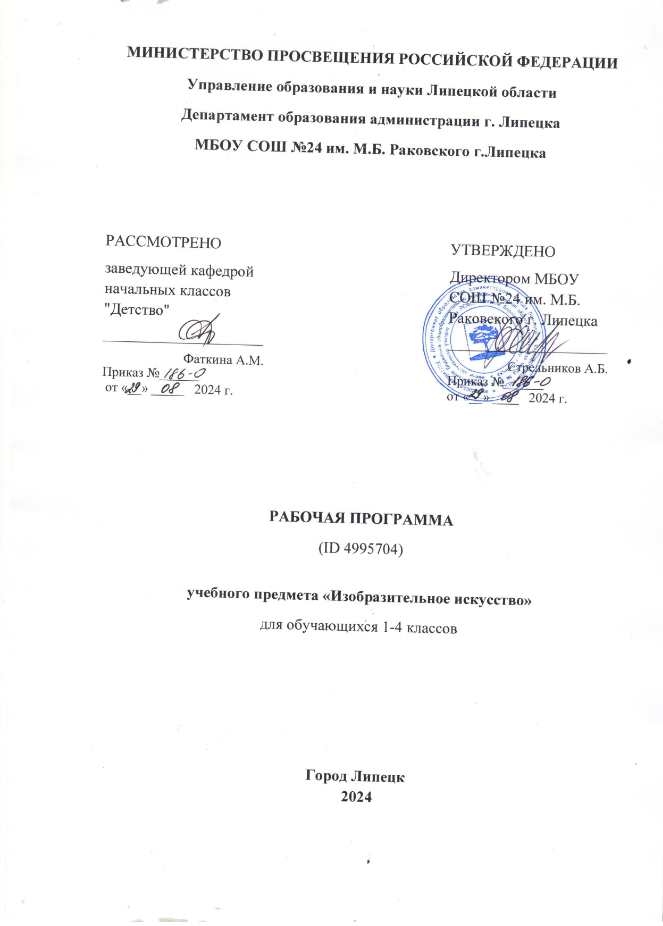 МИНИСТЕРСТВО ПРОСВЕЩЕНИЯ РОССИЙСКОЙ ФЕДЕРАЦИИ
Управление образования и науки Липецкой области
Департамент образования администрации г. Липецка
МБОУ СОШ №24 им. М.Б. Раковского г.Липецка
РАССМОТРЕНО
заведующей кафедрой
начальных классов
"Детство"
Фаткина А.М.
Приказ № 186-О
от «29» 08 2024 г.
УТВЕРЖДЕНО
Директором МБОУ
СОШ №24 им. М.Б.
Раковского г. Липецка
Стрельников А.Б.
Приказ № 186-О
от «29» 08 2024 г.
РАБОЧАЯ ПРОГРАММА
(ID 4995704)
учебного предмета «Изобразительное искусство»
для обучающихся 1-4 классов
Город Липецк
2024